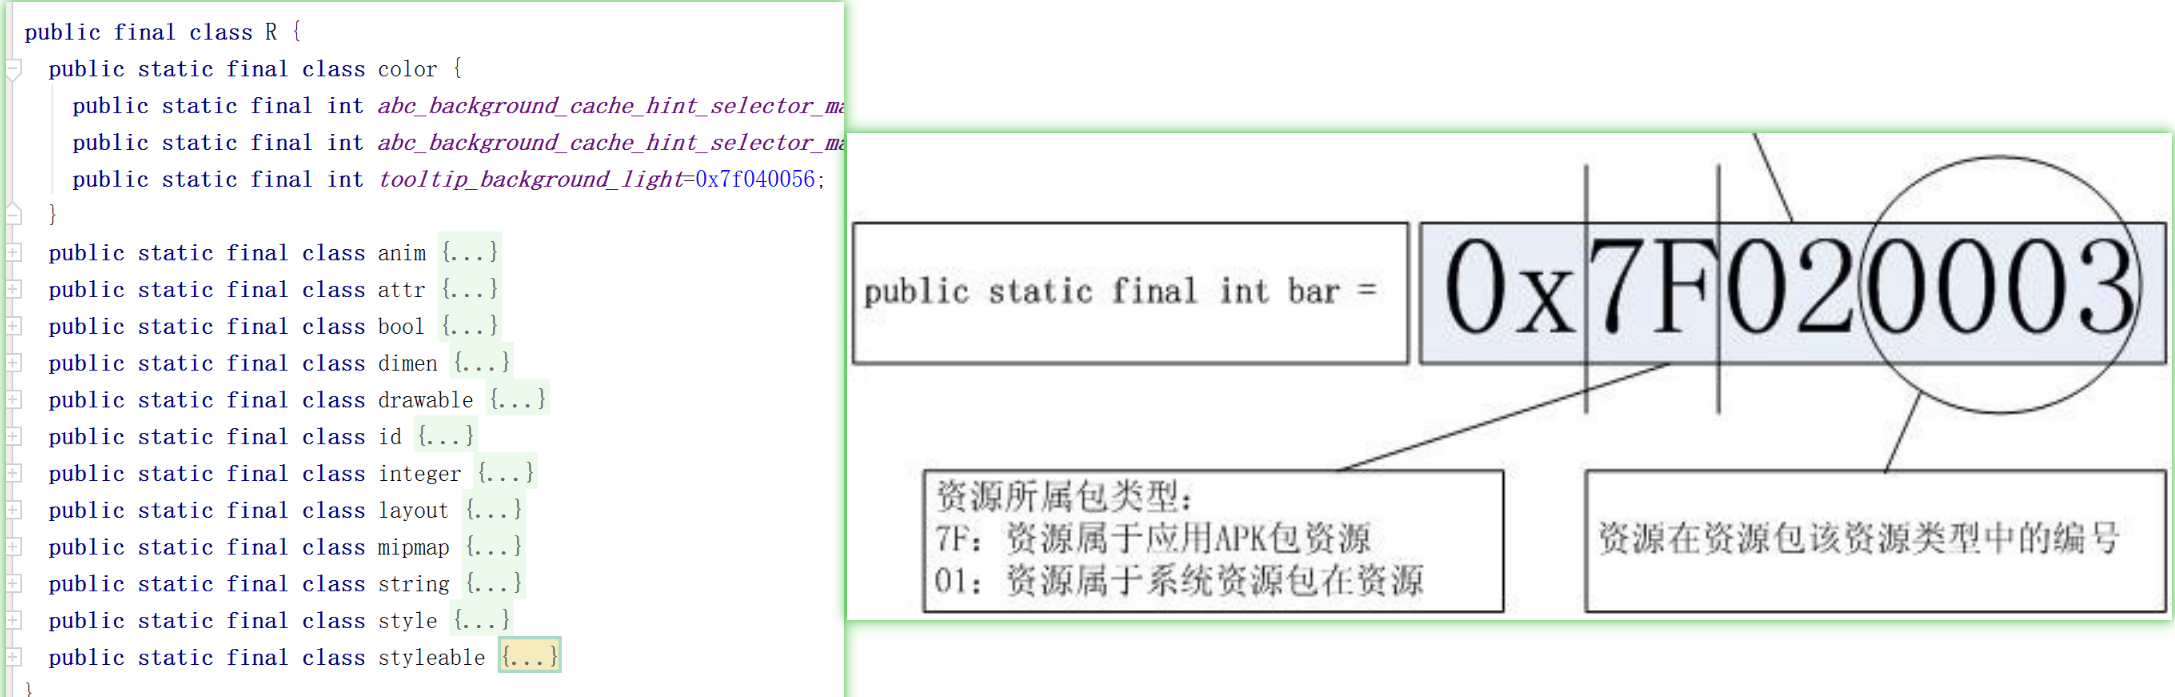 public final class R {
public static final class color {
public static final int abc_background_cache_hint_selector_ma
public static final int abc_background_cache_hint_selector_ma
public static final int tooltip_background_light=0x7f040056;
}
public static final class anim {...}
public static final class attr {...}
public static final class bool {...}
public static final class dimen {...}
public static final class drawable {...}
public static final class id {...}
public static final class integer {...}
public static final class layout {...}
public static final class mipmap {...}
public static final class string {...}
public static final class style {...}
public static final class styleable {...}
}
public static final int bar =
0x7F020003
资源所属包类型：
7F：资源属于应用APK包资源
01：资源属于系统资源包在资源
资源在资源包该资源类型中的编号